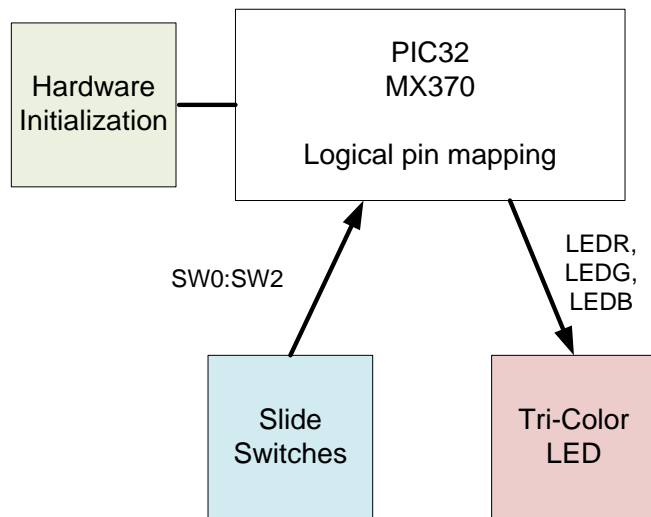 PIC32
MX370
Hardware
Initialization
Logical pin mapping
SW0:SW2
LEDR,
LEDG,
LEDB
Slide
Switches
Tri-Color
LED